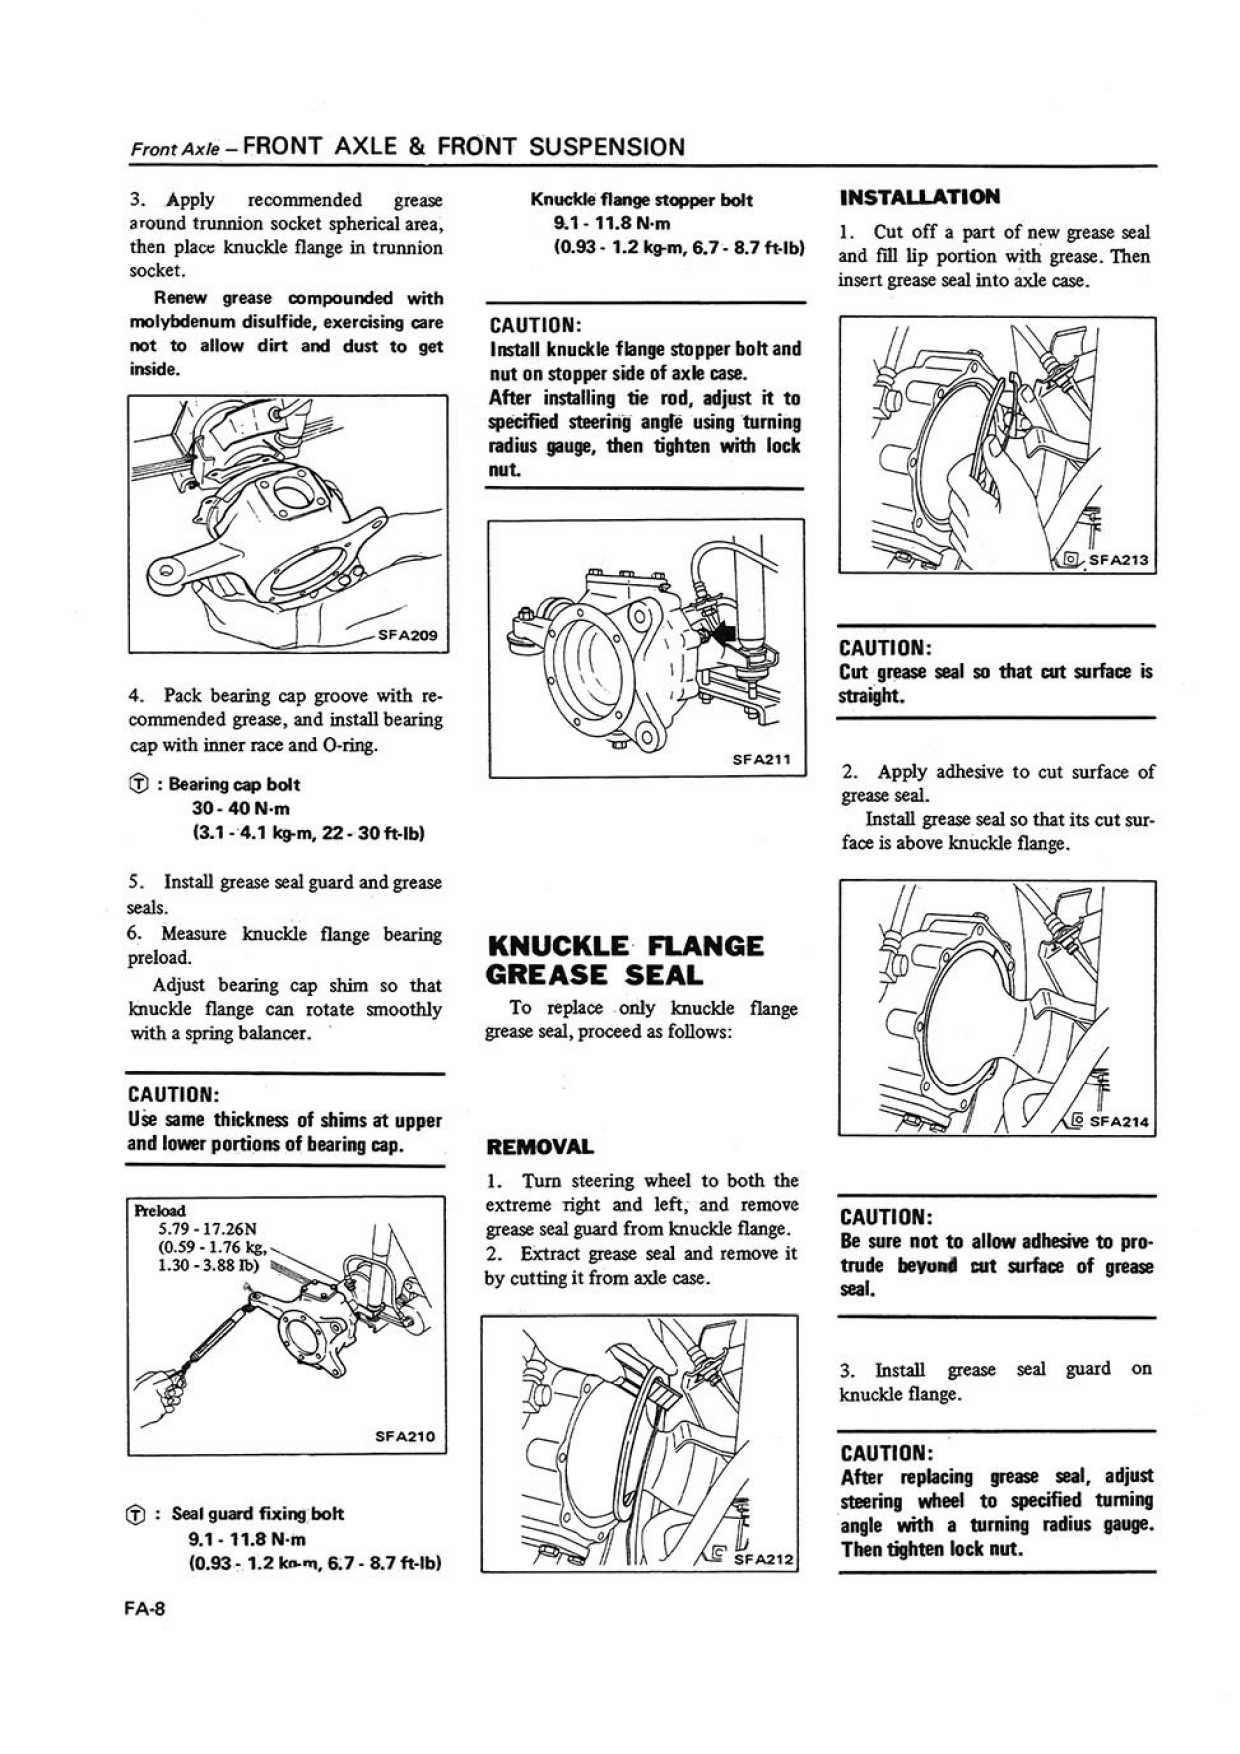 Front Axle – FRONT AXLE & FRONT SUSPENSION
3. Apply recommended grease
around trunnion socket spherical area,
then place knuckle flange in trunnion
socket.
Renew grease compounded with
molybdenum disulfide, exercising care
not to allow dirt and dust to get
inside.
SFA209
4. Pack bearing cap groove with re-
commended grease, and install bearing
cap with inner race and O-ring.
Ⓣ : Bearing cap bolt
30 - 40 N·m
(3.1 - 4.1 kg-m, 22 - 30 ft-lb)
5. Install grease seal guard and grease
seals.
6. Measure knuckle flange bearing
preload.
Adjust bearing cap shim so that
knuckle flange can rotate smoothly
with a spring balancer.
CAUTION:
Use same thickness of shims at upper
and lower portions of bearing cap.
Preload
5.79 - 17.26N
(0.59 - 1.76 kg,
1.30 - 3.88 lb)
SFA210
Ⓣ : Seal guard fixing bolt
9.1 - 11.8 N·m
(0.93 - 1.2 kg-m, 6.7 - 8.7 ft-lb)
FA-8
Knuckle flange stopper bolt
9.1 - 11.8 N·m
(0.93 - 1.2 kg-m, 6.7 - 8.7 ft-lb)
CAUTION:
Install knuckle flange stopper bolt and
nut on stopper side of axle case.
After installing tie rod, adjust it to
specified steering angle using turning
radius gauge, then tighten with lock
nut.
SFA211
KNUCKLE FLANGE
GREASE SEAL
To replace only knuckle flange
grease seal, proceed as follows:
REMOVAL
1. Turn steering wheel to both the
extreme right and left, and remove
grease seal guard from knuckle flange.
2. Extract grease seal and remove it
by cutting it from axle case.
SFA212
INSTALLATION
1. Cut off a part of new grease seal
and fill lip portion with grease. Then
insert grease seal into axle case.
SFA213
CAUTION:
Cut grease seal so that cut surface is
straight.
2. Apply adhesive to cut surface of
grease seal.
Install grease seal so that its cut sur-
face is above knuckle flange.
SFA214
CAUTION:
Be sure not to allow adhesive to pro-
trude beyond cut surface of grease
seal.
3. Install grease seal guard on
knuckle flange.
CAUTION:
After replacing grease seal, adjust
steering wheel to specified turning
angle with a turning radius gauge.
Then tighten lock nut.